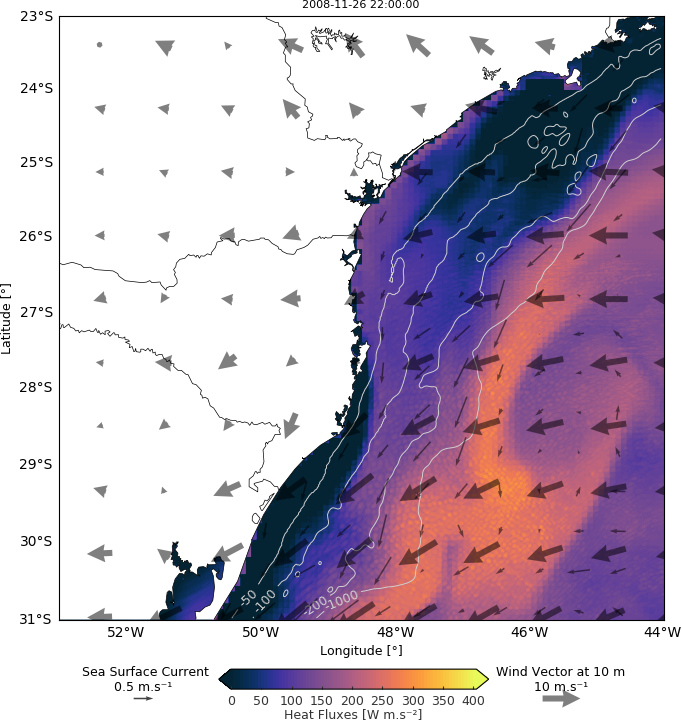 2008-11-26 22:00:00
23°S
24°S
25°S
26°S
27°S
28°S
29°S
30°S
31°S
Latitude [°]
-50
-100
-200
-1000
52°W 50°W 48°W 46°W 44°W
Longitude [°]
Sea Surface Current
0.5 m.s⁻¹
Wind Vector at 10 m
10 m.s⁻¹
0 50 100 150 200 250 300 350 400
Heat Fluxes [W m.s⁻²]